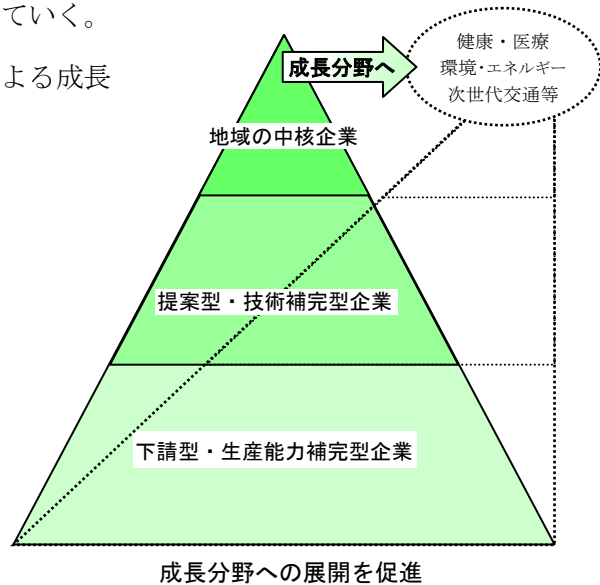 ていく。
よる成長
成長分野へ
健康・医療
環境・エネルギー
次世代交通等
地域の中核企業
提案型・技術補完型企業
下請型・生産能力補完型企業
成長分野への展開を促進